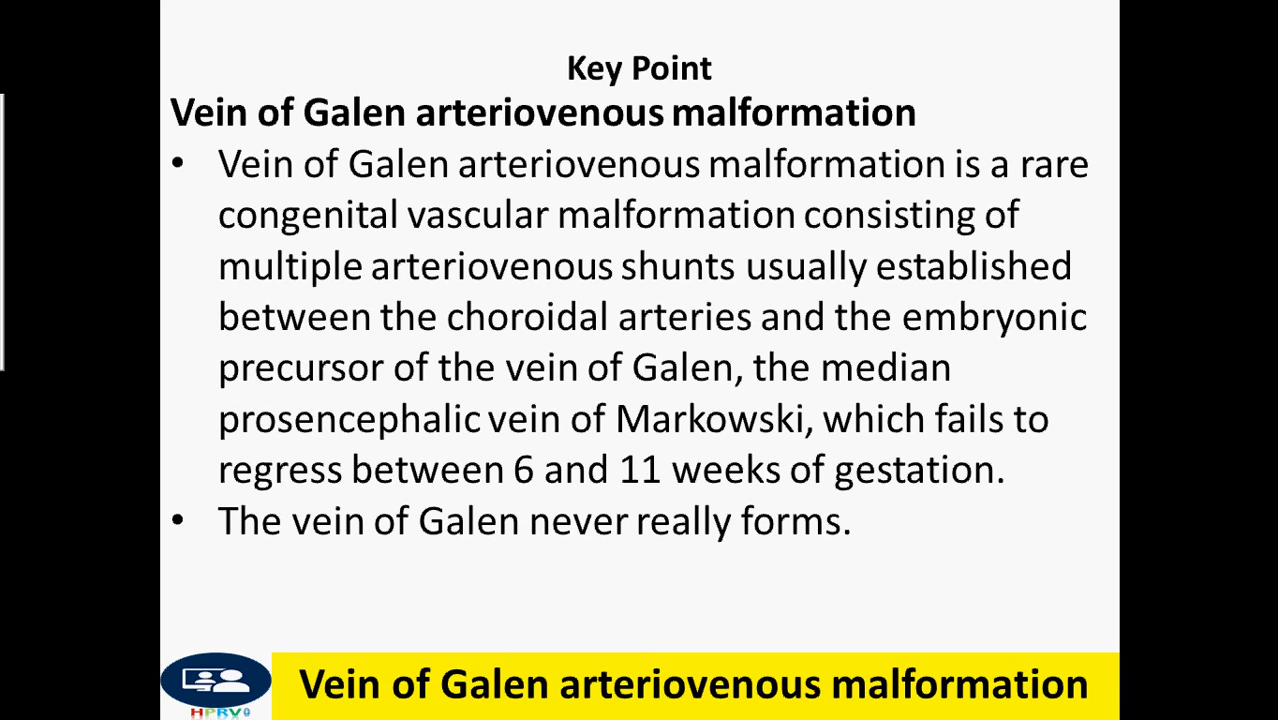 Key Point
Vein of Galen arteriovenous malformation
• Vein of Galen arteriovenous malformation is a rare
congenital vascular malformation consisting of
multiple arteriovenous shunts usually established
between the choroidal arteries and the embryonic
precursor of the vein of Galen, the median
prosencephalic vein of Markowski, which fails to
regress between 6 and 11 weeks of gestation.
• The vein of Galen never really forms.
Vein of Galen arteriovenous malformation